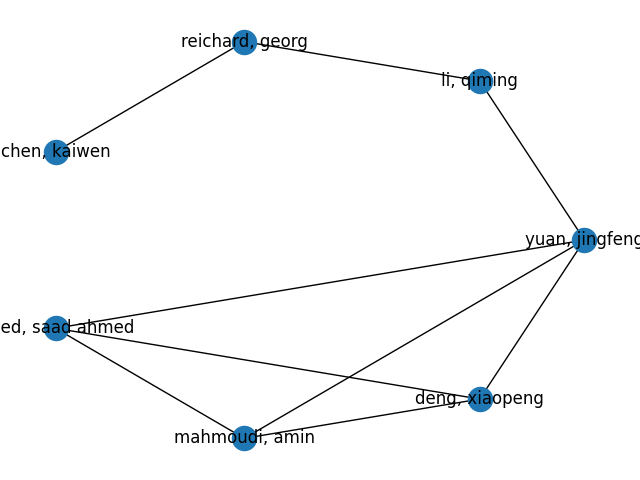 reichard, georg
li, qiming
chen, kaiwen
yuan, jingfeng
ed, saad ahmed
deng, xiaopeng
mahmoudi, amin